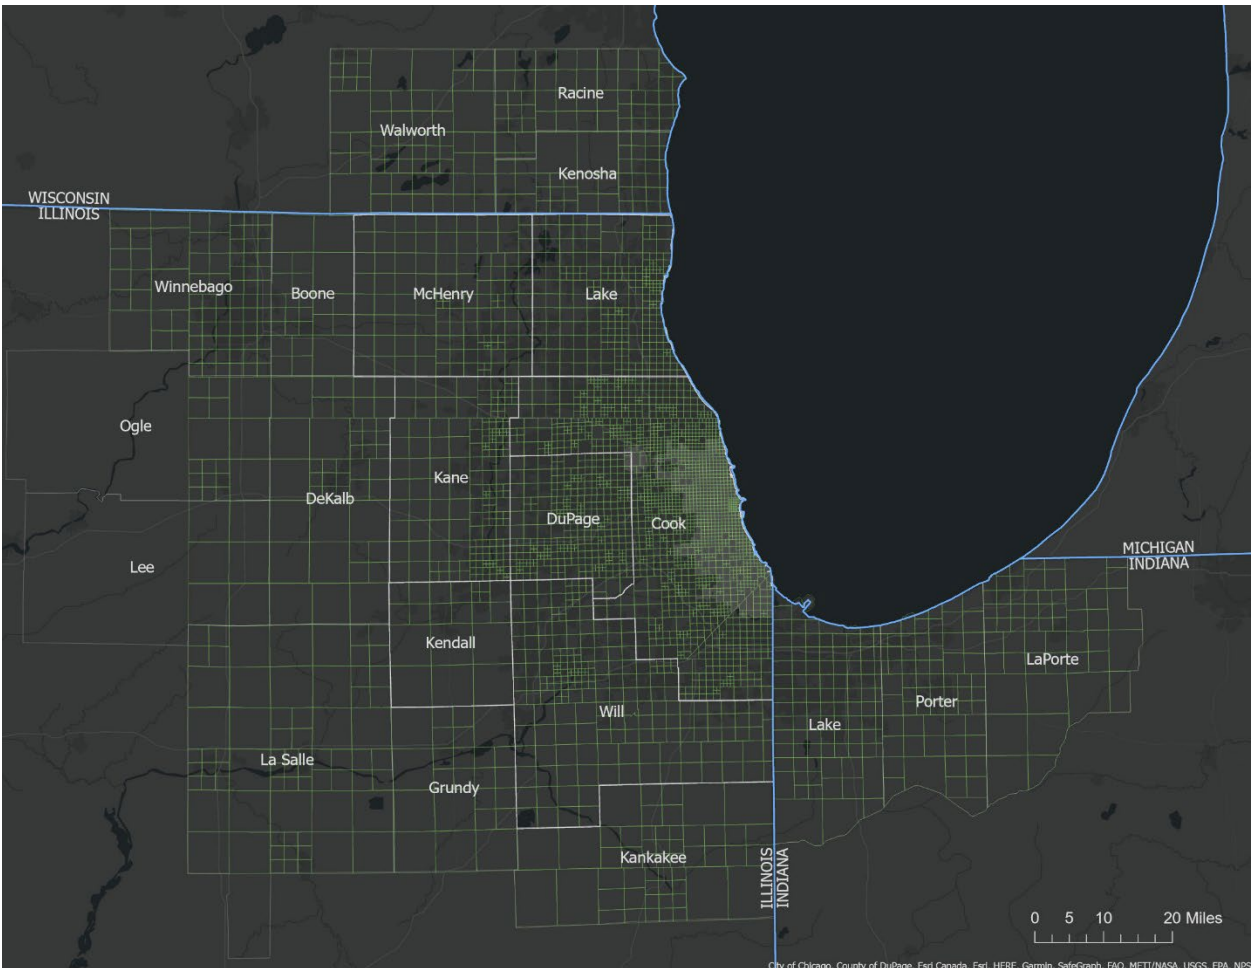 Racine
Walworth
Kenosha
WISCONSIN
ILLINOIS
Winnebago
Boone
McHenry
Lake
Ogle
Kane
DeKalb
DuPage
Cook
MICHIGAN
INDIANA
Lee
Kendall
LaPorte
Porter
Will
Lake
La Salle
Grundy
Kankakee
ILLINOIS
INDIANA
0 5 10 20 Miles
City of Chicago, County of DuPage, Esri Canada, Esri, HERE, Garmin, SafeGraph, FAO, METI/NASA, USGS, EPA, NPS